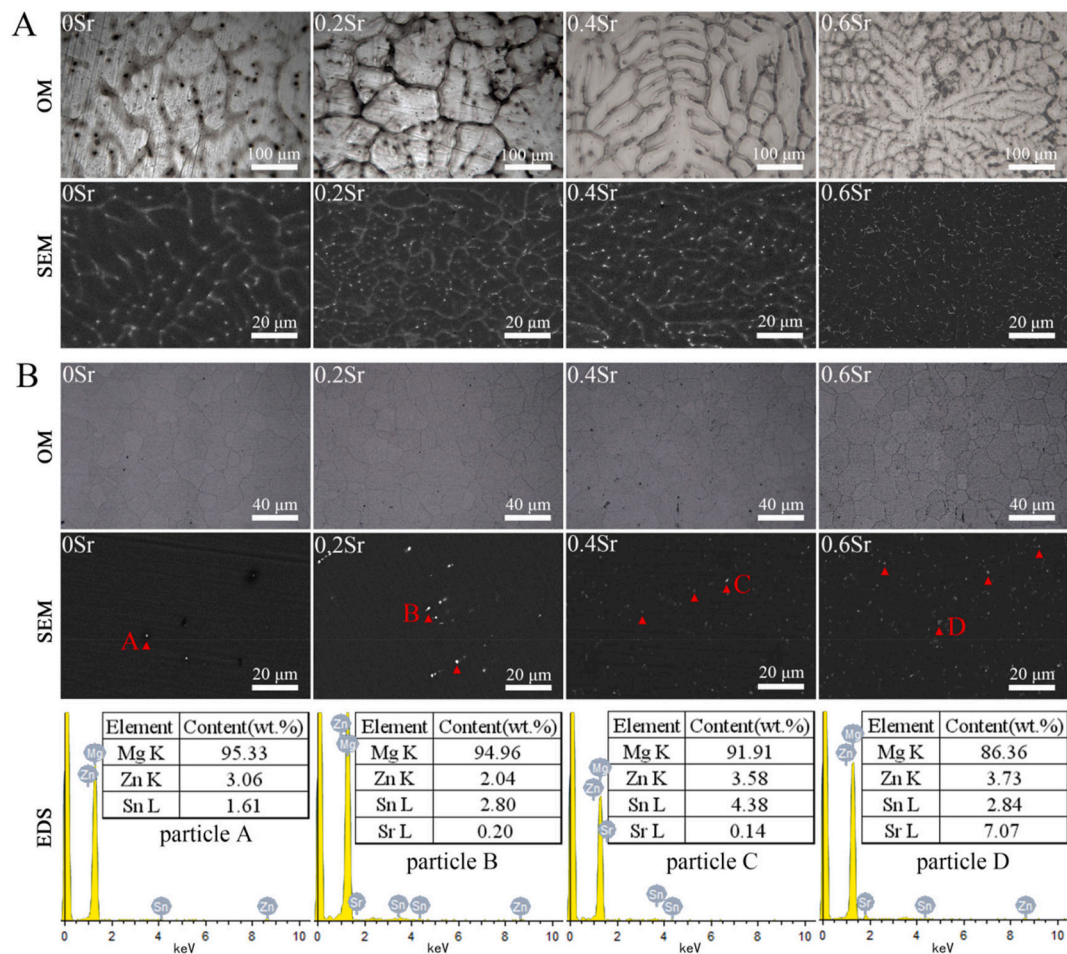 A
OM
0Sr
100 μm
0.2Sr
100 μm
0.4Sr
100 μm
0.6Sr
100 μm
SEM
0Sr
20 μm
0.2Sr
20 μm
0.4Sr
20 μm
0.6Sr
20 μm
B
OM
0Sr
40 μm
0.2Sr
40 μm
0.4Sr
40 μm
0.6Sr
40 μm
SEM
0Sr
A
20 μm
0.2Sr
B
20 μm
0.4Sr
C
20 μm
0.6Sr
D
20 μm
EDS
Element Content(wt.%)
Mg K 95.33
Zn K 3.06
Sn L 1.61
particle A
Mg
Zn
Sn
Zn
0 2 4 6 8 10
keV
Element Content(wt.%)
Mg K 94.96
Zn K 2.04
Sn L 2.80
Sr L 0.20
particle B
Zn
Mg
Sr
Sn
Sn
Zn
0 2 4 6 8 10
keV
Element Content(wt.%)
Mg K 91.91
Zn K 3.58
Sn L 4.38
Sr L 0.14
particle C
Mg
Zn
Sr
Sn
Sn
0 2 4 6 8 10
keV
Element Content(wt.%)
Mg K 86.36
Zn K 3.73
Sn L 2.84
Sr L 7.07
particle D
Mg
Zn
Sr
Sn
Zn
0 2 4 6 8 10
keV